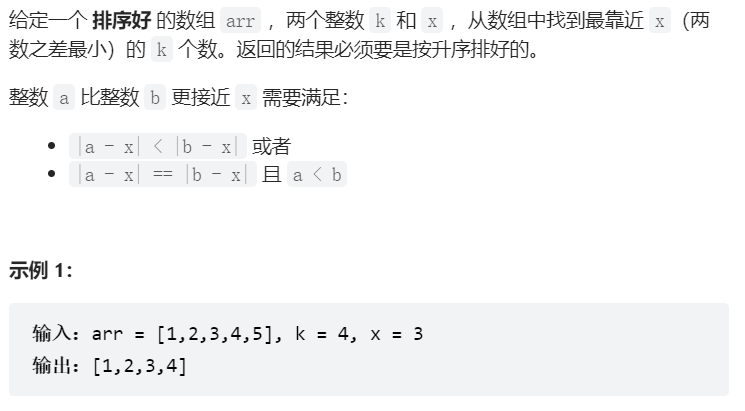 给定一个 排序好 的数组 arr ，两个整数 k 和 x ，从数组中找到最靠近 x （两
数之差最小）的 k 个数。返回的结果必须要是按升序排好的。
整数 a 比整数 b 更接近 x 需要满足：
• |a - x| < |b - x| 或者
• |a - x| == |b - x| 且 a < b
示例 1：
输入：arr = [1,2,3,4,5], k = 4, x = 3
输出：[1,2,3,4]